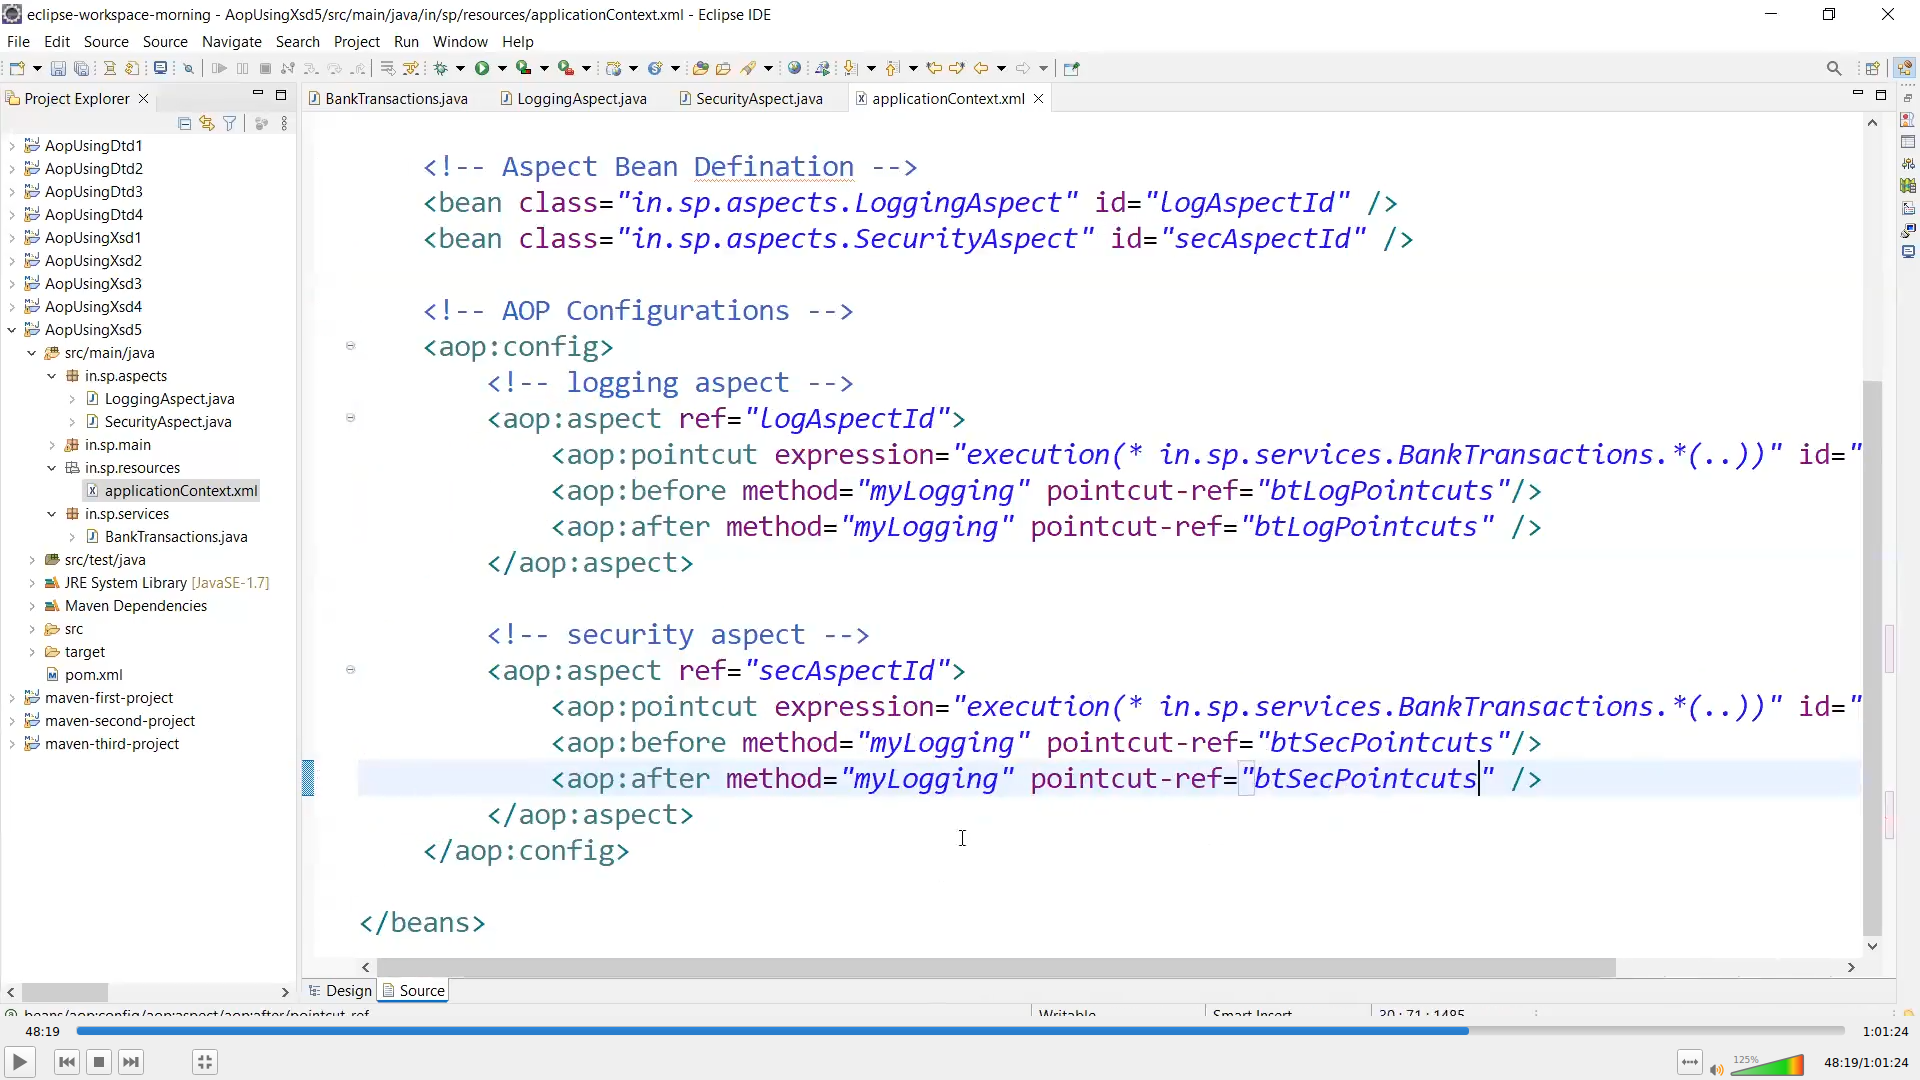 eclipse-workspace-morning - AopUsingXsd5/src/main/java/in/sp/resources/applicationContext.xml - Eclipse IDE
File Edit Source Source Navigate Search Project Run Window Help
Project Explorer
BankTransactions.java LoggingAspect.java SecurityAspect.java applicationContext.xml
AopUsingDtd1
AopUsingDtd2
AopUsingDtd3
AopUsingDtd4
AopUsingXsd1
AopUsingXsd2
AopUsingXsd3
AopUsingXsd4
AopUsingXsd5
src/main/java
in.sp.aspects
LoggingAspect.java
SecurityAspect.java
in.sp.main
in.sp.resources
applicationContext.xml
in.sp.services
BankTransactions.java
src/test/java
JRE System Library [JavaSE-1.7]
Maven Dependencies
src
target
pom.xml
maven-first-project
maven-second-project
maven-third-project
<!-- Aspect Bean Defination -->
<bean class="in.sp.aspects.LoggingAspect" id="logAspectId" />
<bean class="in.sp.aspects.SecurityAspect" id="secAspectId" />
<!-- AOP Configurations -->
<aop:config>
<!-- logging aspect -->
<aop:aspect ref="logAspectId">
<aop:pointcut expression="execution(* in.sp.services.BankTransactions.*(..))" id="
<aop:before method="myLogging" pointcut-ref="btLogPointcuts"/>
<aop:after method="myLogging" pointcut-ref="btLogPointcuts" />
</aop:aspect>
<!-- security aspect -->
<aop:aspect ref="secAspectId">
<aop:pointcut expression="execution(* in.sp.services.BankTransactions.*(..))" id="
<aop:before method="myLogging" pointcut-ref="btSecPointcuts"/>
<aop:after method="myLogging" pointcut-ref="btSecPointcuts" />
</aop:aspect>
</aop:config>
</beans>
Design Source
beans/aop:config/aop:aspect/aop:after/pointcut-ref Writable Smart Insert 30 : 71 : 1485
48:19 1:01:24
125% 48:19/1:01:24